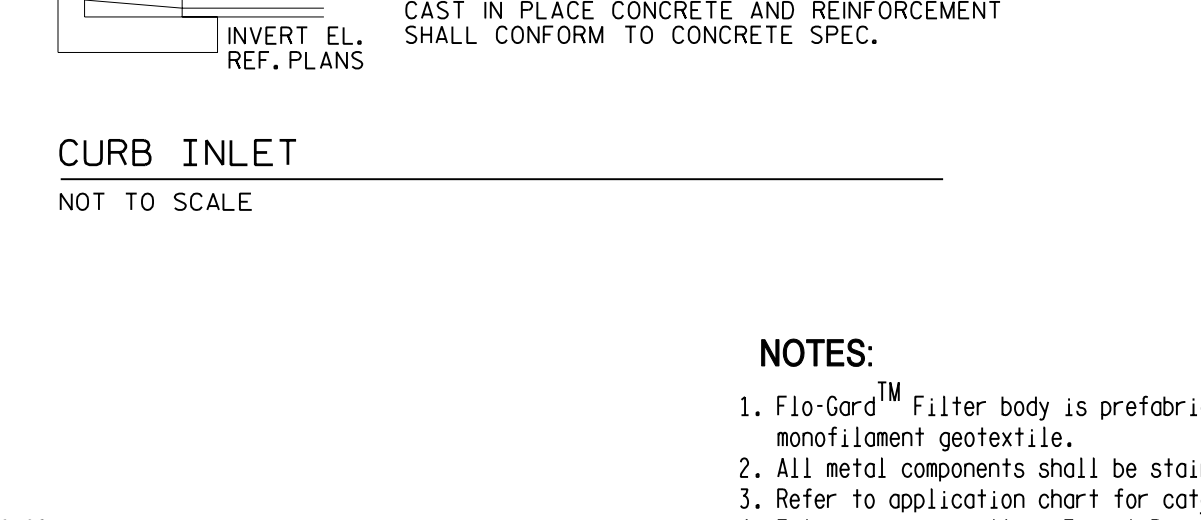 CAST IN PLACE CONCRETE AND REINFORCEMENT
SHALL CONFORM TO CONCRETE SPEC.
INVERT EL.
REF. PLANS
CURB INLET
NOT TO SCALE
NOTES:
1. Flo-Gard™ Filter body is prefabri
monofilament geotextile.
2. All metal components shall be stai
3. Refer to application chart for cat